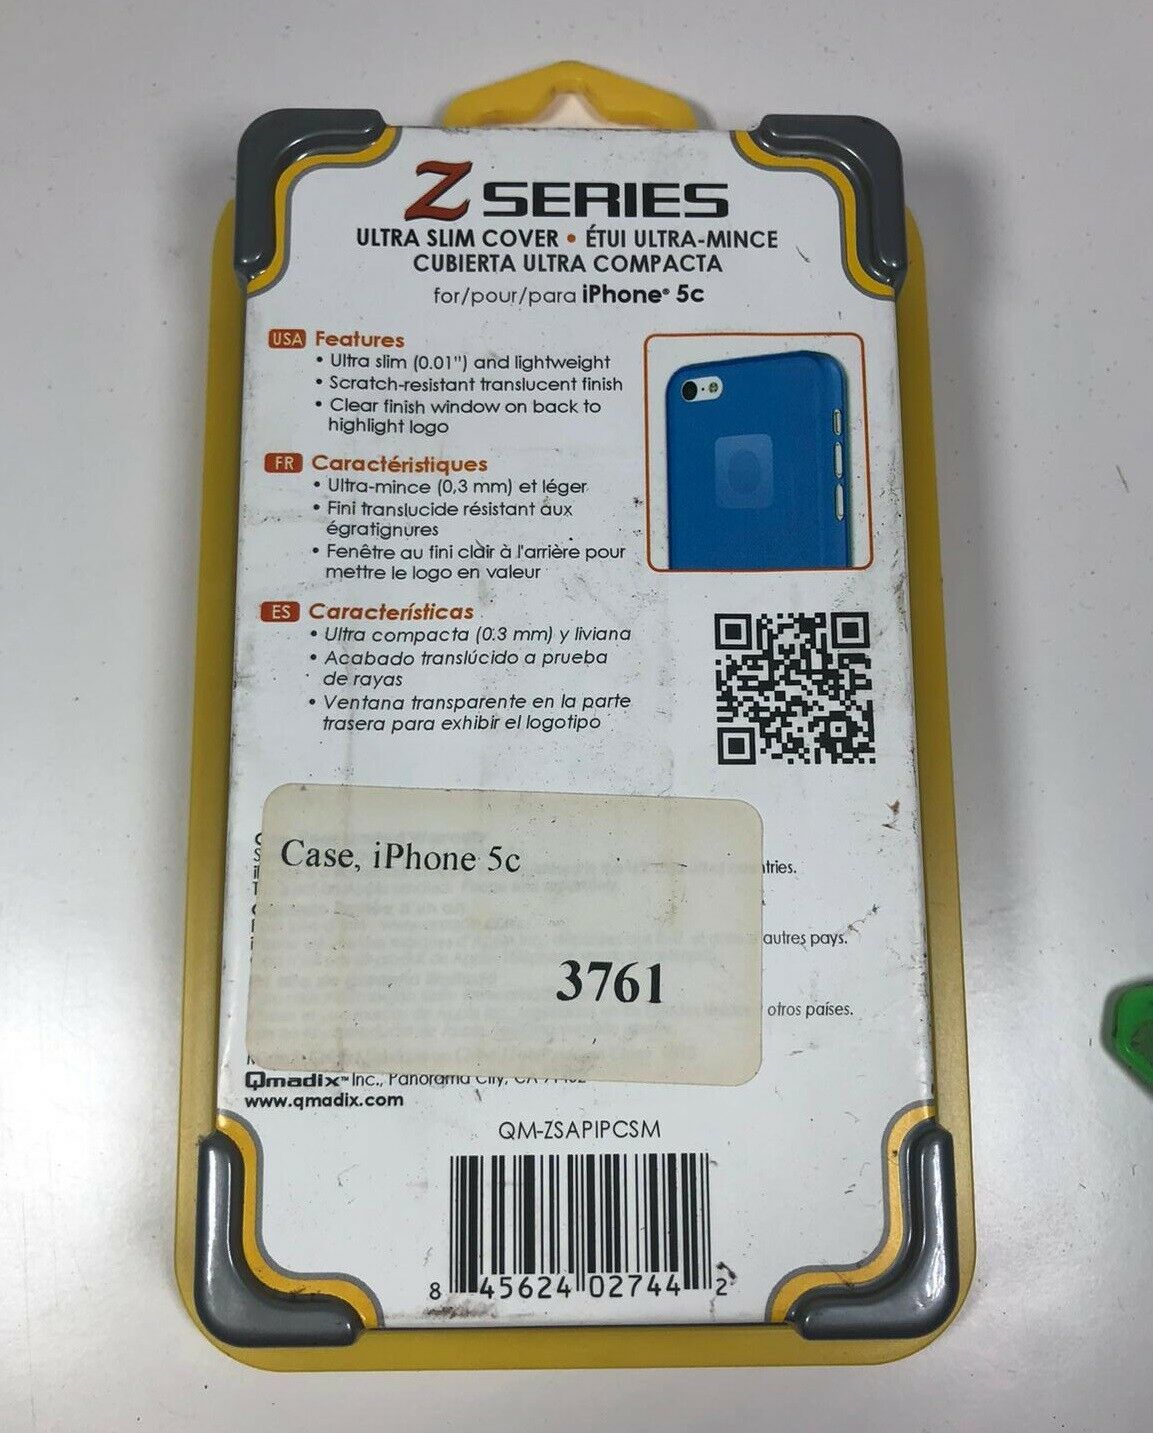 Z SERIES
ULTRA SLIM COVER • ÉTUI ULTRA-MINCE
CUBIERTA ULTRA COMPACTA
for/pour/para iPhone® 5c
USA Features
• Ultra slim (0.01") and lightweight
• Scratch-resistant translucent finish
• Clear finish window on back to
highlight logo
FR Caractéristiques
• Ultra-mince (0,3 mm) et léger
• Fini translucide résistant aux
égratignures
• Fenêtre au fini clair à l'arrière pour
mettre le logo en valeur
ES Características
• Ultra compacta (0.3 mm) y liviana
• Acabado translúcido a prueba
de rayas
• Ventana transparente en la parte
trasera para exhibir el logotipo
Case, iPhone 5c
3761
autres pays.
otros países.
Qmadix™ Inc., Panorama City, CA
www.qmadix.com
QM-ZSAPIPCSM
8 45624 02744 2